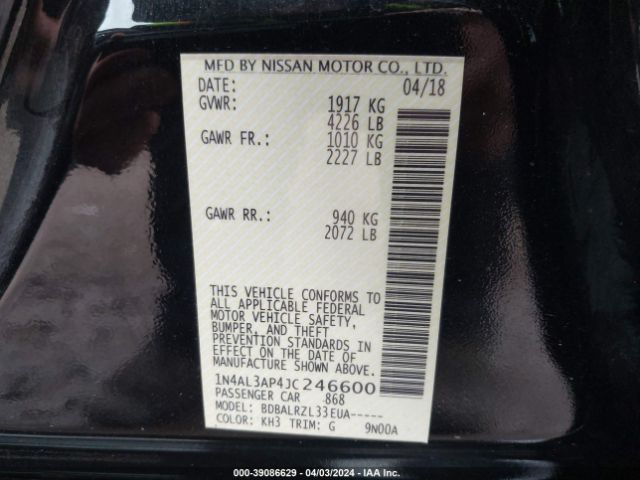 MFD BY NISSAN MOTOR CO., LTD.
DATE: 04/18
GVWR: 1917 KG
4226 LB
GAWR FR.: 1010 KG
2227 LB
GAWR RR.: 940 KG
2072 LB
THIS VEHICLE CONFORMS TO
ALL APPLICABLE FEDERAL
MOTOR VEHICLE SAFETY,
BUMPER, AND THEFT
PREVENTION STANDARDS IN
EFFECT ON THE DATE OF
MANUFACTURE SHOWN ABOVE.
1N4AL3AP4JC246600
PASSENGER CAR 868
MODEL: BDBALRZL33EUA-----
COLOR: KH3 TRIM: G 9N00A
000-39086629 - 04/03/2024 - IAA Inc.